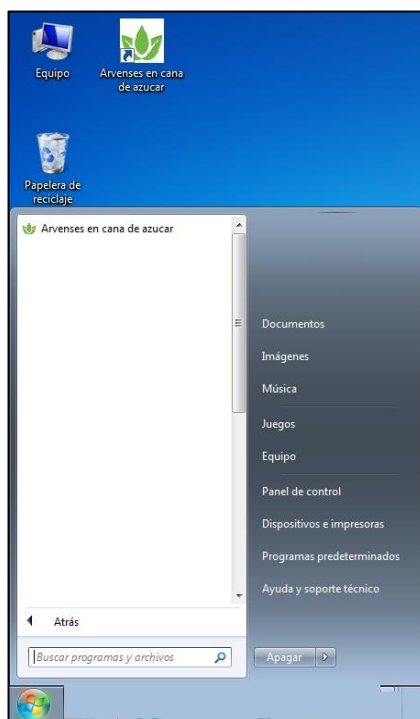 Equipo
Arvenses en cana
de azucar
Papelera de
reciclaje
Arvenses en cana de azucar
Documentos
Imágenes
Música
Juegos
Equipo
Panel de control
Dispositivos e impresoras
Programas predeterminados
Ayuda y soporte técnico
Atrás
Buscar programas y archivos
Apagar